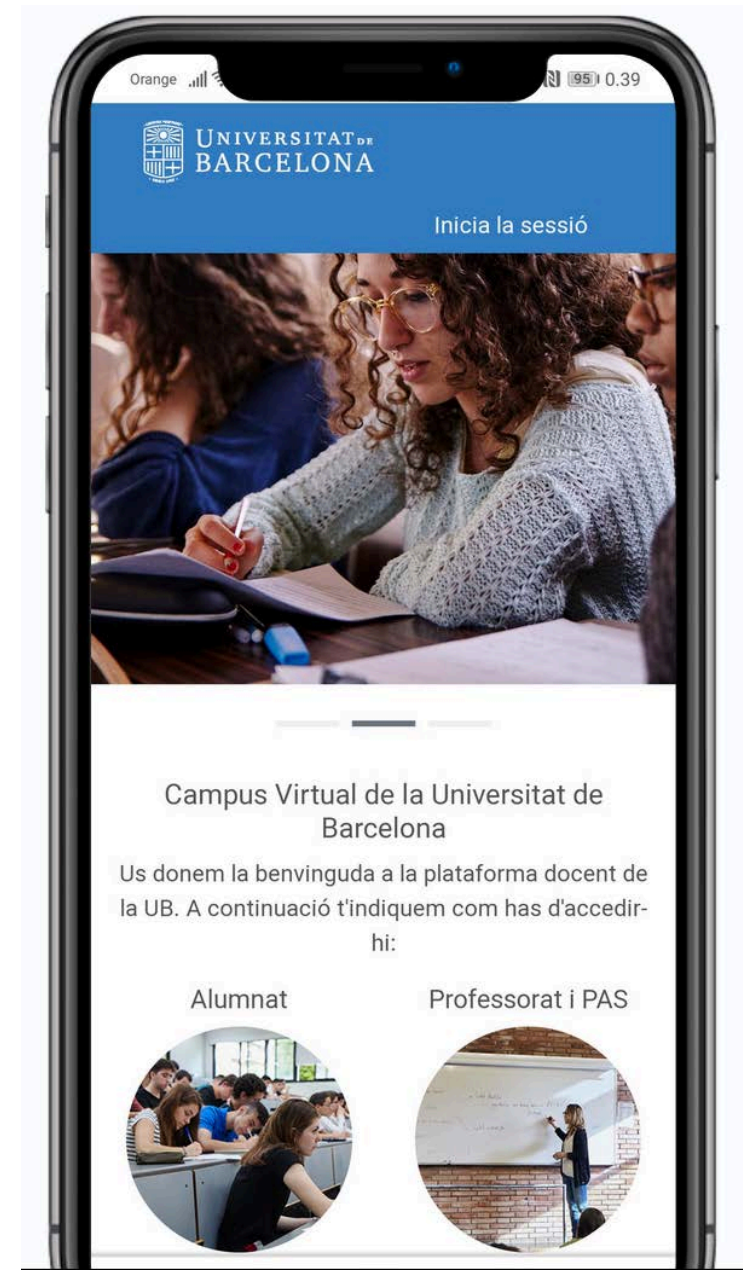 Orange 95 0.39
UNIVERSITAT DE
BARCELONA
Inicia la sessió
Campus Virtual de la Universitat de
Barcelona
Us donem la benvinguda a la plataforma docent de
la UB. A continuació t'indiquem com has d'accedir-
hi:
Alumnat Professorat i PAS